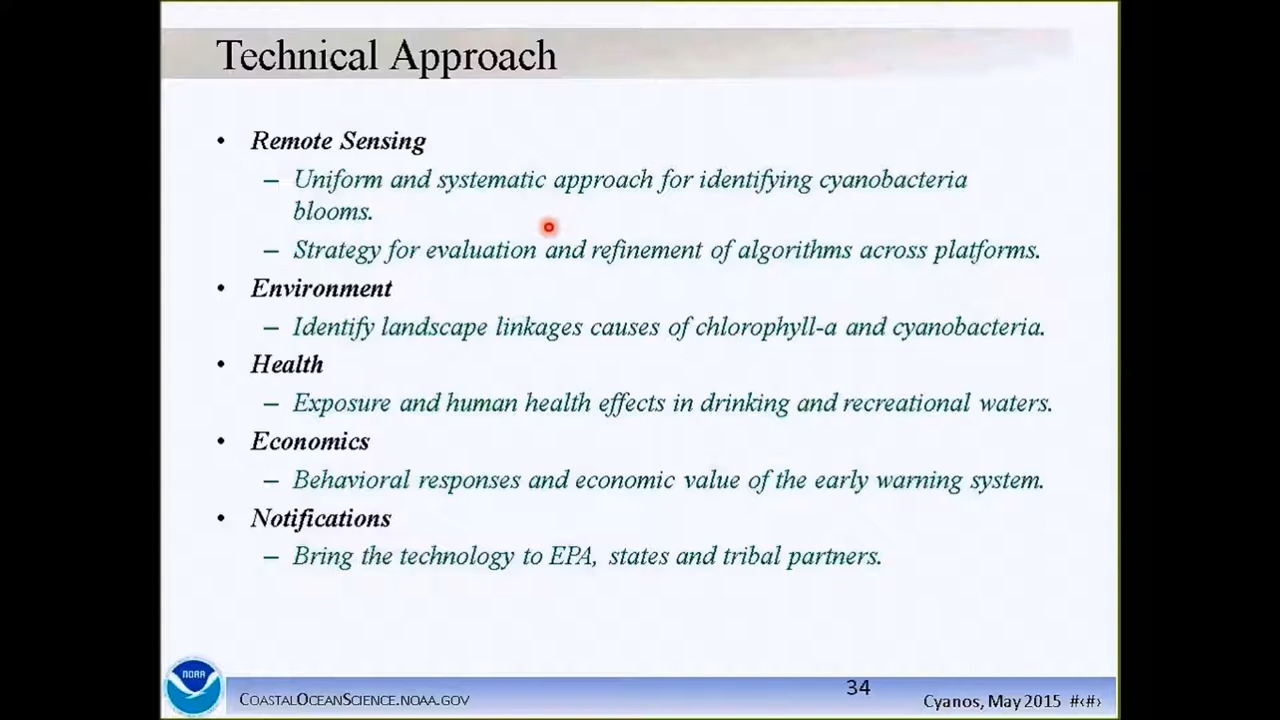 Technical Approach
• Remote Sensing
– Uniform and systematic approach for identifying cyanobacteria
blooms.
– Strategy for evaluation and refinement of algorithms across platforms.
• Environment
– Identify landscape linkages causes of chlorophyll-a and cyanobacteria.
• Health
– Exposure and human health effects in drinking and recreational waters.
• Economics
– Behavioral responses and economic value of the early warning system.
• Notifications
– Bring the technology to EPA, states and tribal partners.
NOAA
COASTALOCEANSCIENCE.NOAA.GOV
34
Cyanos, May 2015 #‹#›